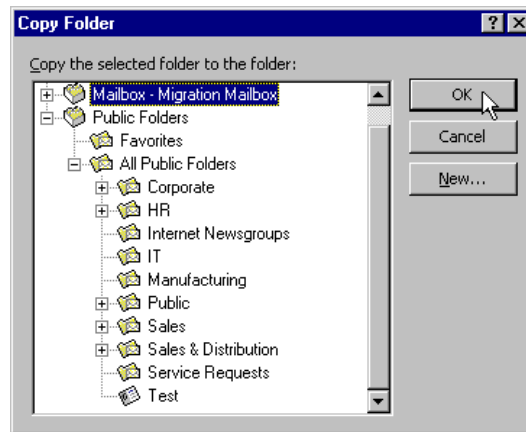 Copy Folder
Copy the selected folder to the folder:
Mailbox - Migration Mailbox
OK
Public Folders
Favorites
Cancel
All Public Folders
Corporate
New...
HR
Internet Newsgroups
IT
Manufacturing
Public
Sales
Sales & Distribution
Service Requests
Test